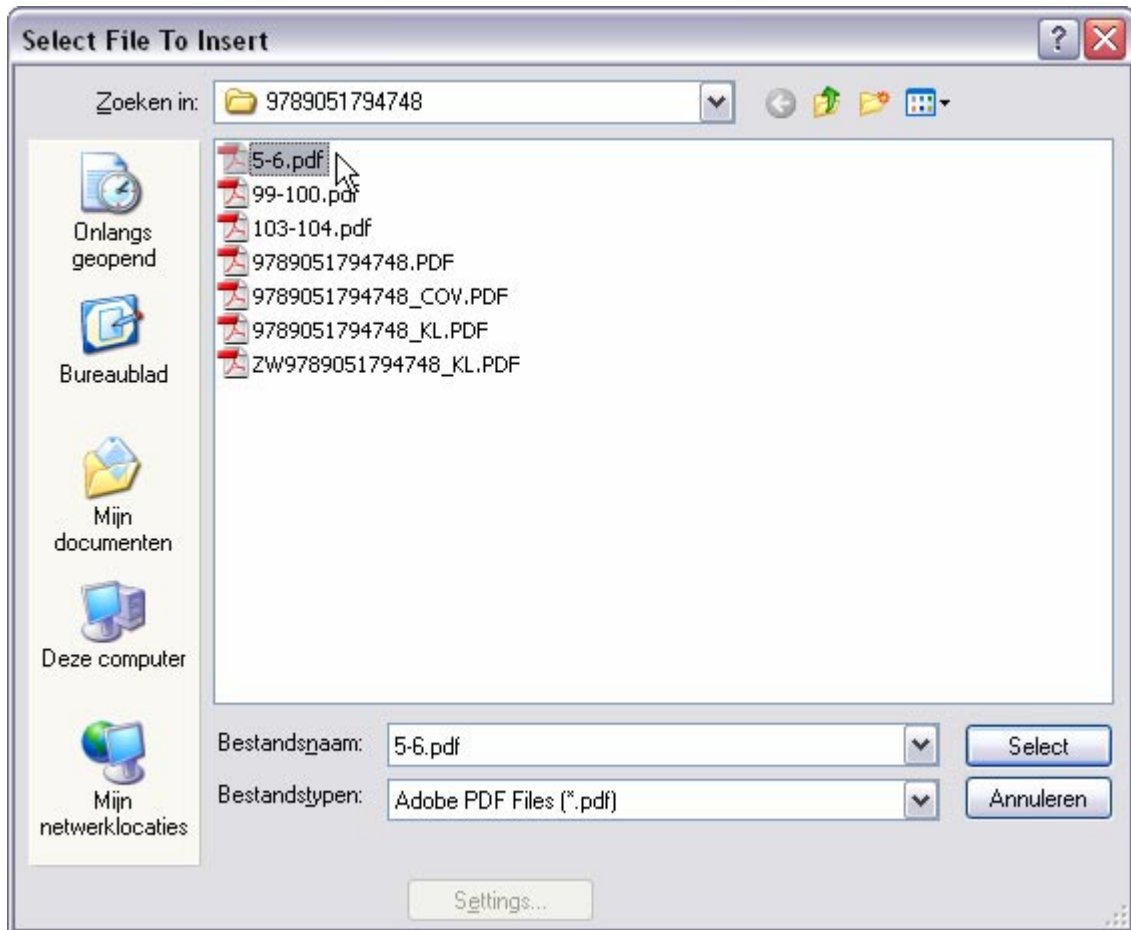 Select File To Insert
Zoeken in:
9789051794748
5-6.pdf
99-100.pdf
103-104.pdf
9789051794748.PDF
9789051794748_COV.PDF
9789051794748_KL.PDF
ZW9789051794748_KL.PDF
Onlangs
geopend
Bureaublad
Mijn
documenten
Deze computer
Mijn
netwerklocaties
Bestandsnaam:
5-6.pdf
Select
Bestandstypen:
Adobe PDF Files (*.pdf)
Annuleren
Settings...